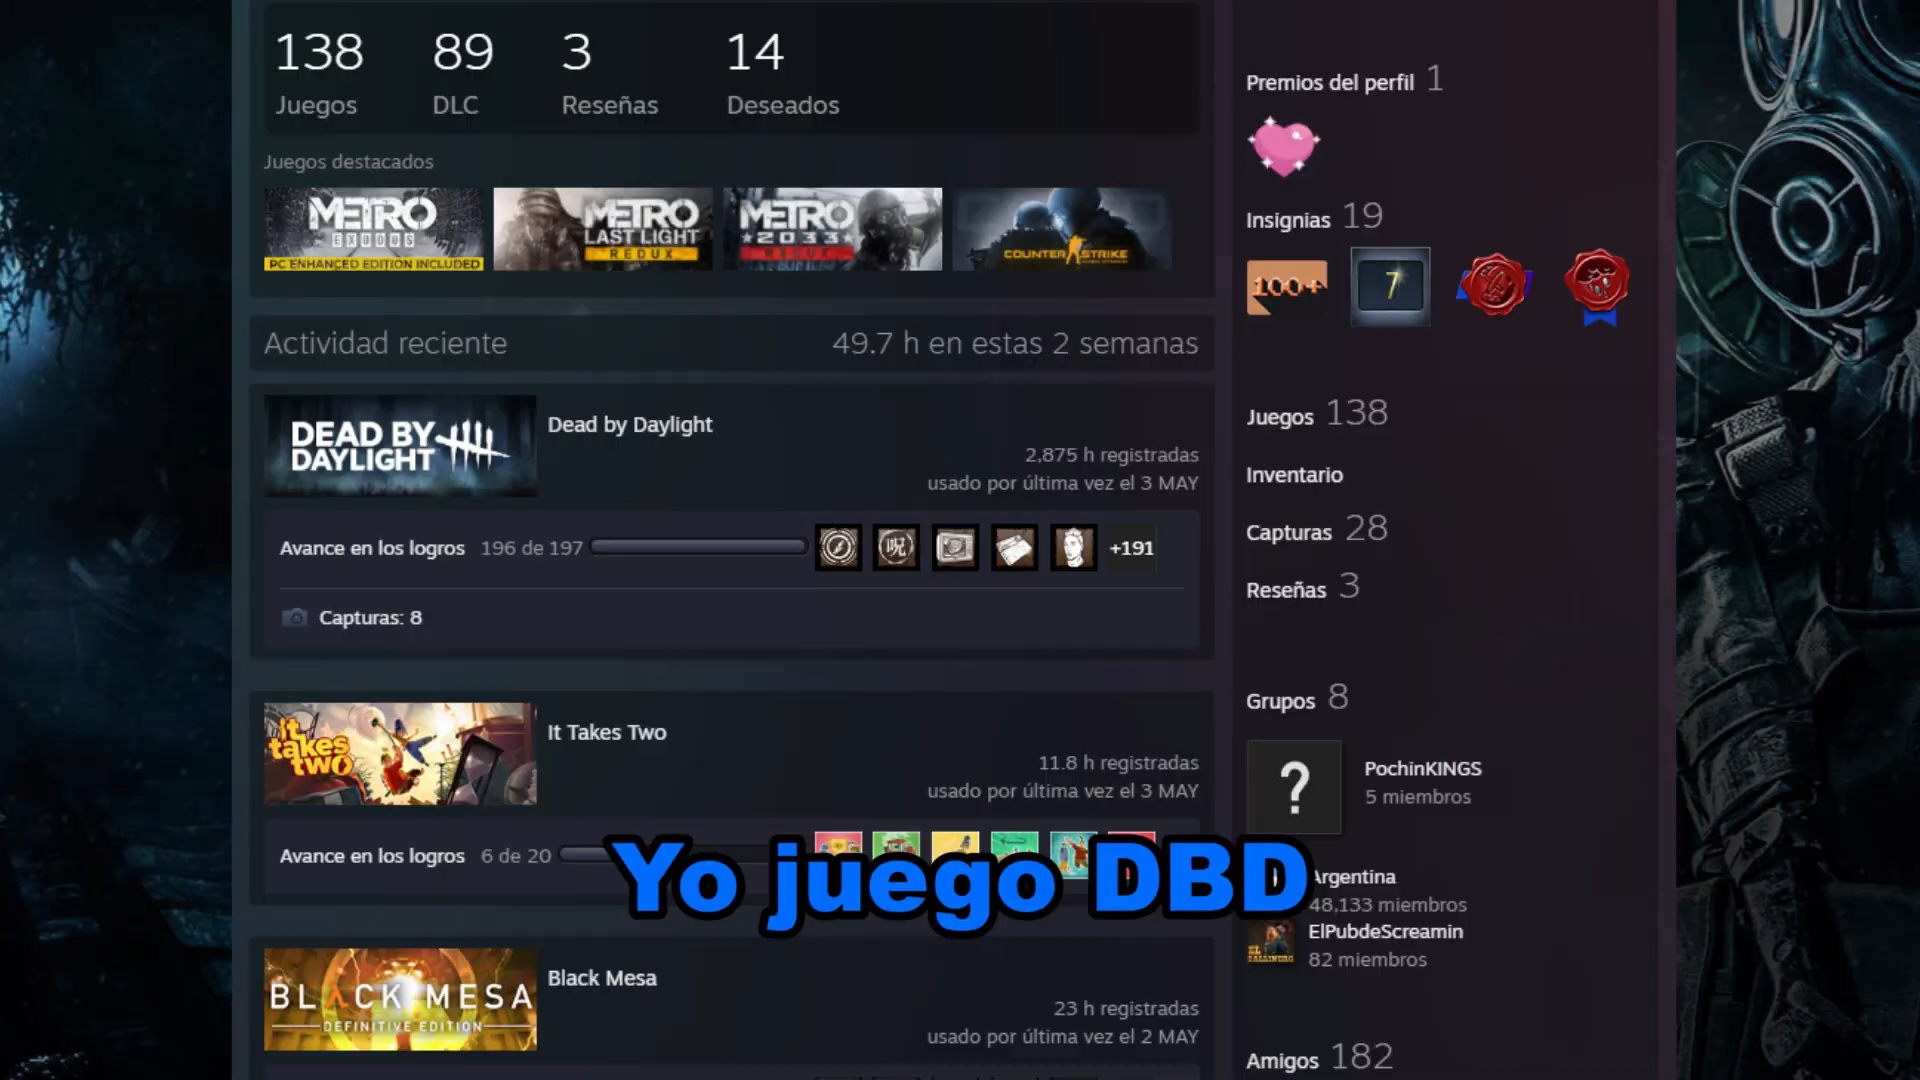 138 89 3 14
Juegos DLC Reseñas Deseados
Juegos destacados
METRO EXODUS
PC ENHANCED EDITION INCLUDED
METRO LAST LIGHT REDUX
METRO 2033 REDUX
COUNTER STRIKE
Actividad reciente 49.7 h en estas 2 semanas
DEAD BY DAYLIGHT
Dead by Daylight
2,875 h registradas
usado por última vez el 3 MAY
Avance en los logros 196 de 197 +191
Capturas: 8
it takes two
It Takes Two
11.8 h registradas
usado por última vez el 3 MAY
Avance en los logros 6 de 20
Yo juego DBD
BLACK MESA
DEFINITIVE EDITION
Black Mesa
23 h registradas
usado por última vez el 2 MAY
Premios del perfil 1
Insignias 19
100+ 7
Juegos 138
Inventario
Capturas 28
Reseñas 3
Grupos 8
?
PochinKINGS
5 miembros
Argentina
48,133 miembros
ElPubdeScreamin
82 miembros
Amigos 182